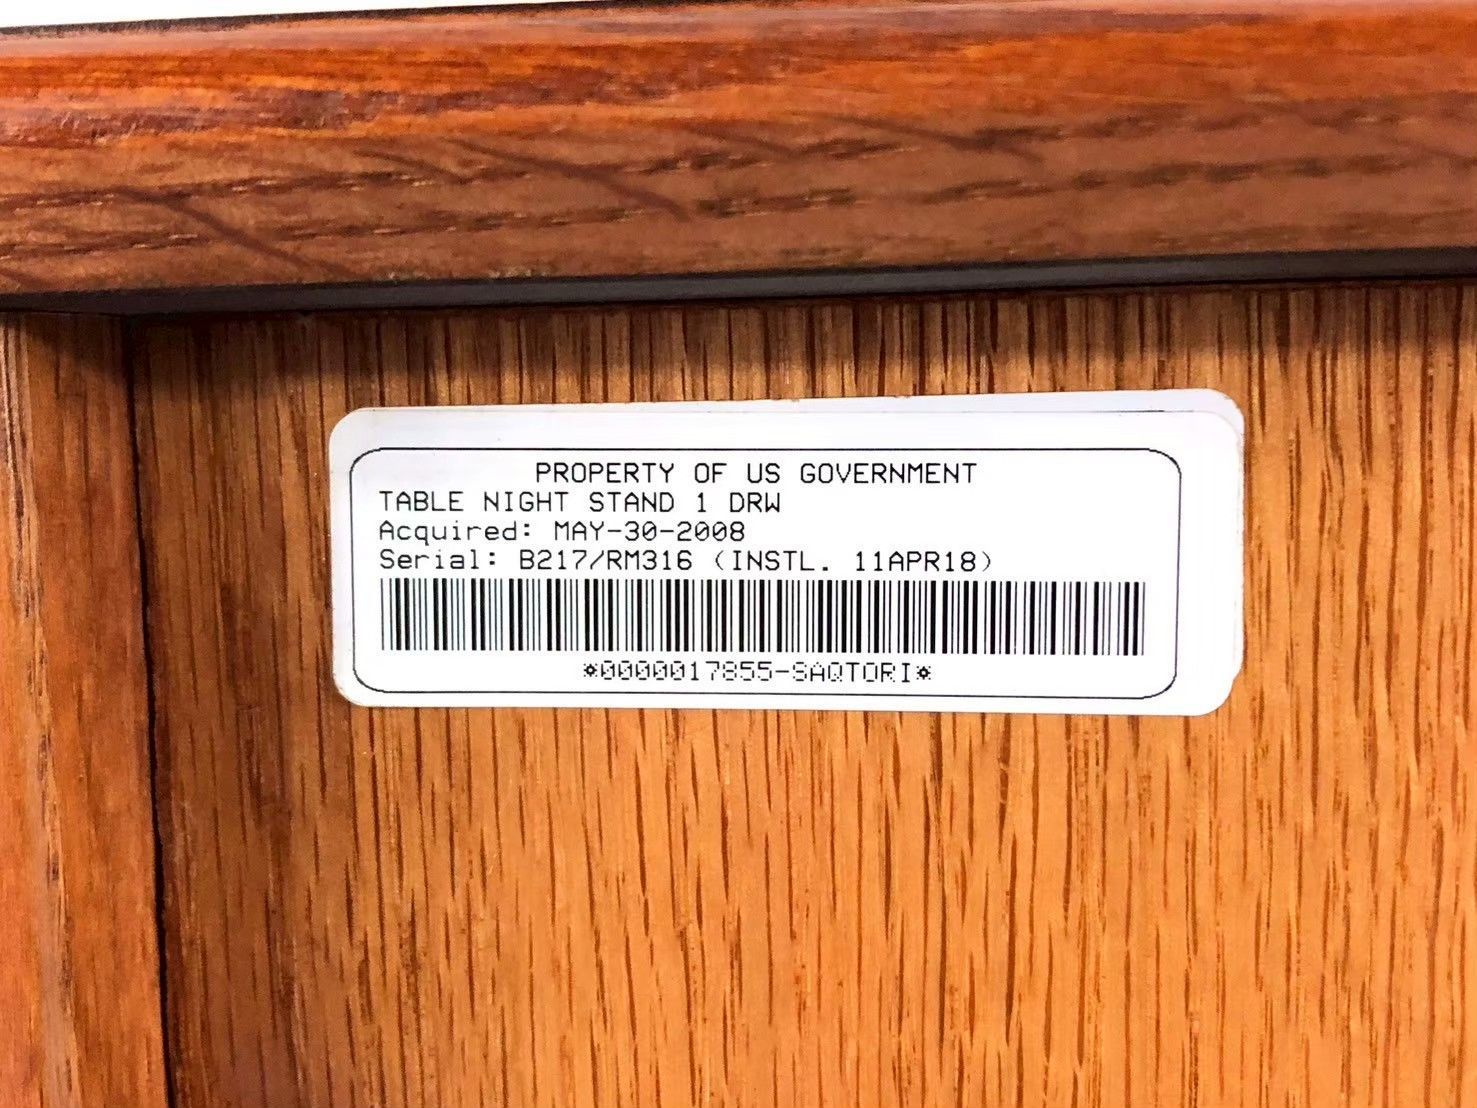 PROPERTY OF US GOVERNMENT
TABLE NIGHT STAND 1 DRW
Acquired: MAY-30-2008
Serial: B217/RM316 (INSTL. 11APR18)
*0000017855-SAQTORI*